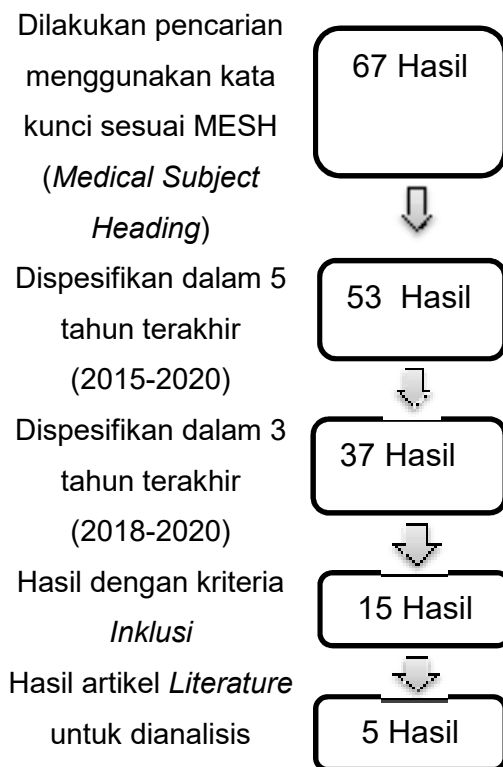 Dilakukan pencarian
menggunakan kata
kunci sesuai MESH
(Medical Subject
Heading)
67 Hasil
Dispesifikan dalam 5
tahun terakhir
(2015-2020)
53 Hasil
Dispesifikan dalam 3
tahun terakhir
(2018-2020)
37 Hasil
Hasil dengan kriteria
Inklusi
15 Hasil
Hasil artikel Literature
untuk dianalisis
5 Hasil